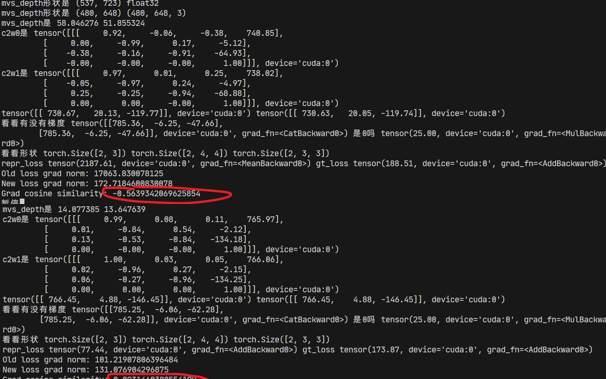 mvs_depth形状是 (537, 723) float32
mvs_depth形状是 (480, 640) (480, 640, 3)
mvs_depth是 58.046276 51.855324
c2w0是 tensor([[[ 0.92, -0.06, -0.38, 740.85],
[ 0.00, -0.99, 0.17, -5.12],
[ -0.38, -0.16, -0.91, -64.93],
[ -0.00, -0.00, -0.00, 1.00]]], device='cuda:0')
c2w1是 tensor([[[ 0.97, 0.01, 0.25, 738.02],
[ -0.05, -0.97, 0.24, -4.97],
[ 0.25, -0.25, -0.94, -68.88],
[ 0.00, 0.00, 0.00, 1.00]]], device='cuda:0')
tensor([[ 730.67, 20.13, -119.77]], device='cuda:0') tensor([[ 730.63, 20.05, -119.74]], device='cuda:0')
看看有没有梯度 tensor([[785.36, -6.25, -47.66],
[785.36, -6.25, -47.66]], device='cuda:0', grad_fn=<CatBackward0>) 是0吗 tensor(25.00, device='cuda:0', grad_fn=<MulBackwa
rd0>)
看看形状 torch.Size([2, 3]) torch.Size([2, 4, 4]) torch.Size([2, 3, 3])
repr_loss tensor(2187.61, device='cuda:0', grad_fn=<MeanBackward0>) gt_loss tensor(188.51, device='cuda:0', grad_fn=<AddBackward0>)
Old loss grad norm: 17063.830078125
New loss grad norm: 172.7184600830078
Grad cosine similarity: -0.5639342069625854
暂停
mvs_depth是 14.077385 13.647639
c2w0是 tensor([[[ 0.99, 0.08, 0.11, 765.97],
[ 0.01, -0.84, 0.54, -2.12],
[ 0.13, -0.53, -0.84, -134.18],
[ 0.00, -0.00, -0.00, 1.00]]], device='cuda:0')
c2w1是 tensor([[[ 1.00, 0.03, 0.05, 766.06],
[ 0.02, -0.96, 0.27, -2.15],
[ 0.06, -0.27, -0.96, -134.25],
[ 0.00, 0.00, 0.00, 1.00]]], device='cuda:0')
tensor([[ 766.45, 4.88, -146.45]], device='cuda:0') tensor([[ 766.45, 4.88, -146.45]], device='cuda:0')
看看有没有梯度 tensor([[785.25, -6.06, -62.28],
[785.25, -6.06, -62.28]], device='cuda:0', grad_fn=<CatBackward0>) 是0吗 tensor(25.00, device='cuda:0', grad_fn=<MulBackwa
rd0>)
看看形状 torch.Size([2, 3]) torch.Size([2, 4, 4]) torch.Size([2, 3, 3])
repr_loss tensor(77.44, device='cuda:0', grad_fn=<AddBackward0>) gt_loss tensor(173.87, device='cuda:0', grad_fn=<AddBackward0>)
Old loss grad norm: 101.21987886396484
New loss grad norm: 131.876984296875
Grad cosine similarity: